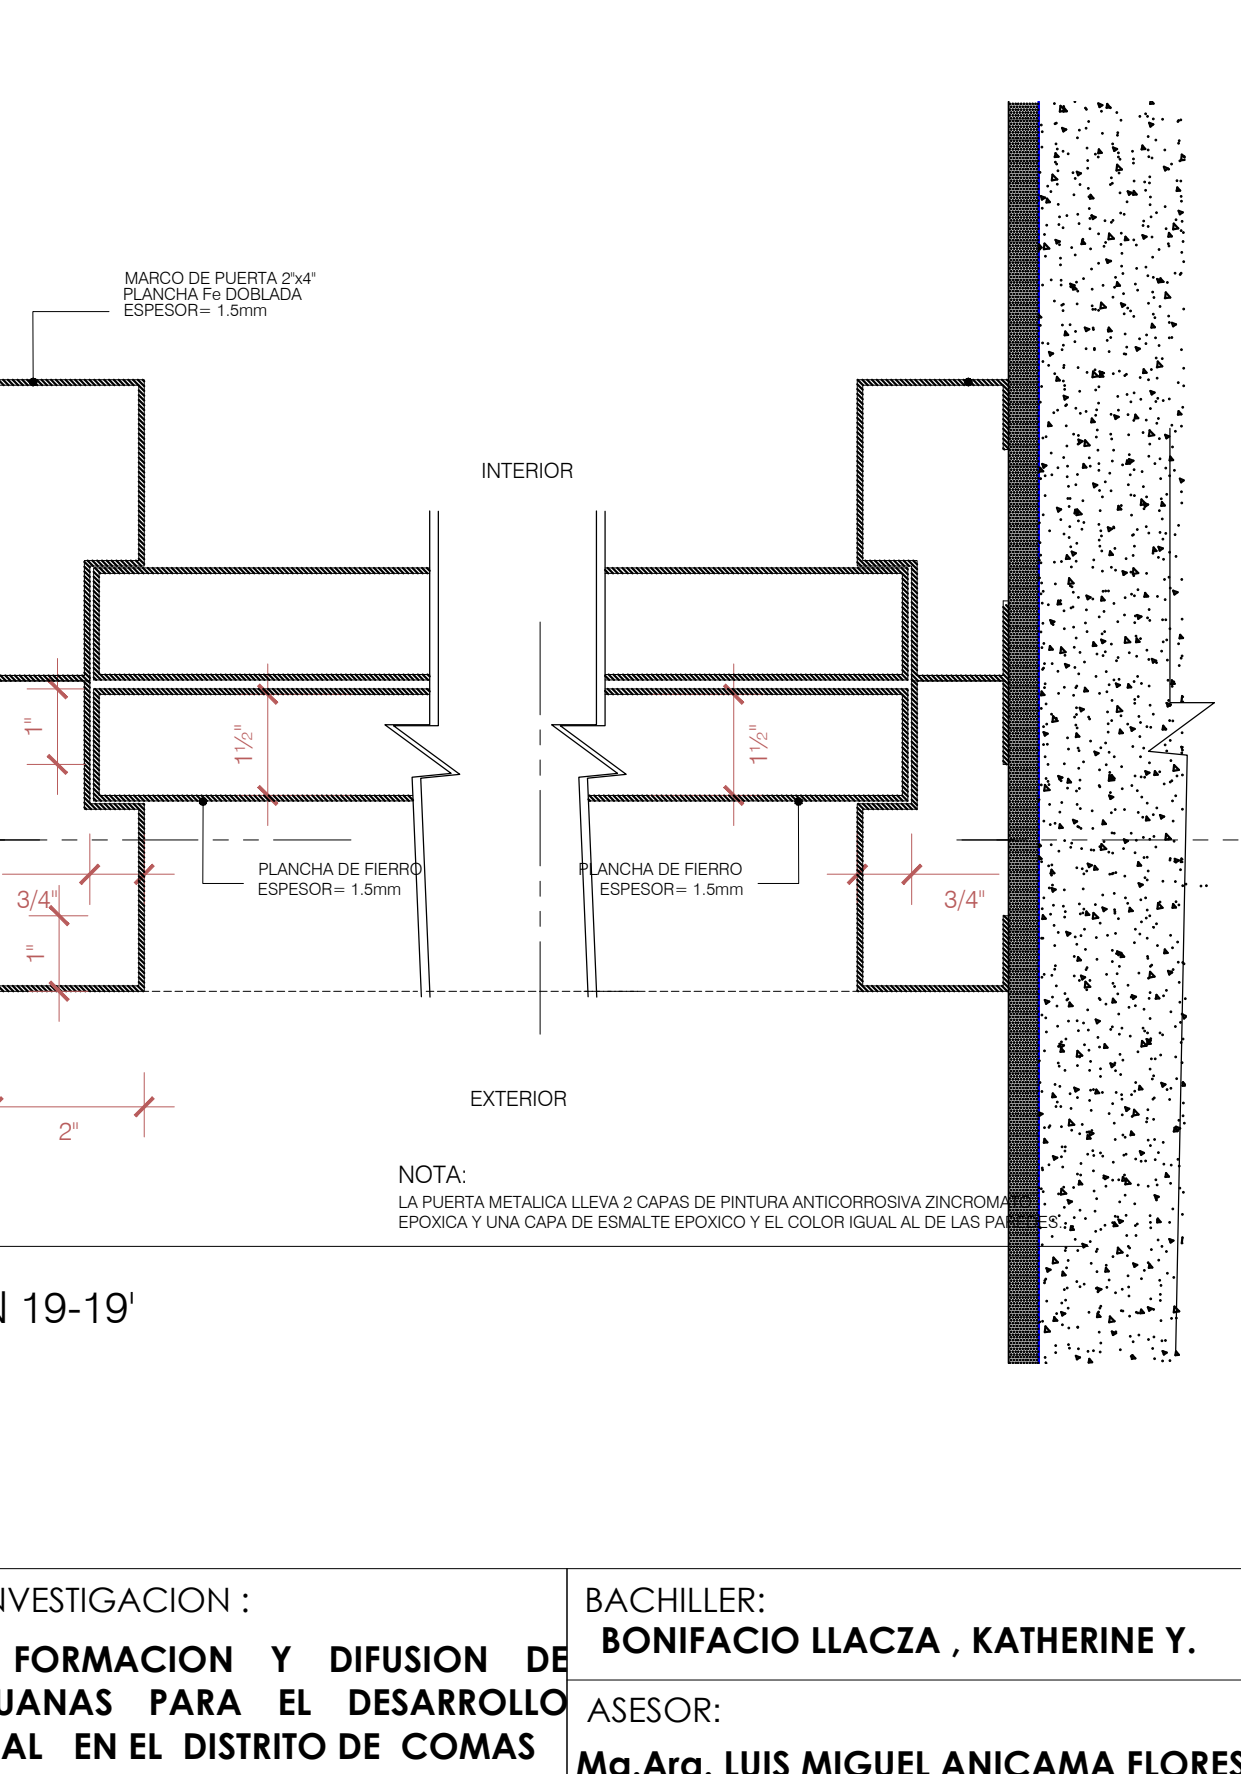 MARCO DE PUERTA 2"x4"
PLANCHA Fe DOBLADA
ESPESOR= 1.5mm
INTERIOR
1"
1½"
1½"
PLANCHA DE FIERRO
ESPESOR= 1.5mm
PLANCHA DE FIERRO
ESPESOR= 1.5mm
3/4"
3/4"
1"
EXTERIOR
2"
NOTA:
LA PUERTA METALICA LLEVA 2 CAPAS DE PINTURA ANTICORROSIVA ZINCROMATO
EPOXICA Y UNA CAPA DE ESMALTE EPOXICO Y EL COLOR IGUAL AL DE LAS PAREDES.
N 19-19'
NVESTIGACION :
FORMACION Y DIFUSION DE
UANAS PARA EL DESARROLLO
AL EN EL DISTRITO DE COMAS
BACHILLER:
BONIFACIO LLACZA , KATHERINE Y.
ASESOR:
Mg.Arq. LUIS MIGUEL ANICAMA FLORES